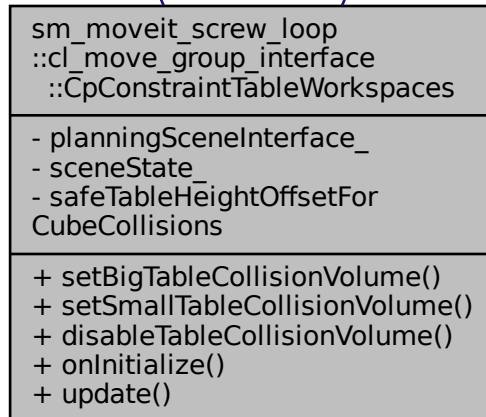 sm_moveit_screw_loop
::cl_move_group_interface
::CpConstraintTableWorkspaces
- planningSceneInterface_
- sceneState_
- safeTableHeightOffsetFor
CubeCollisions
+ setBigTableCollisionVolume()
+ setSmallTableCollisionVolume()
+ disableTableCollisionVolume()
+ onInitialize()
+ update()